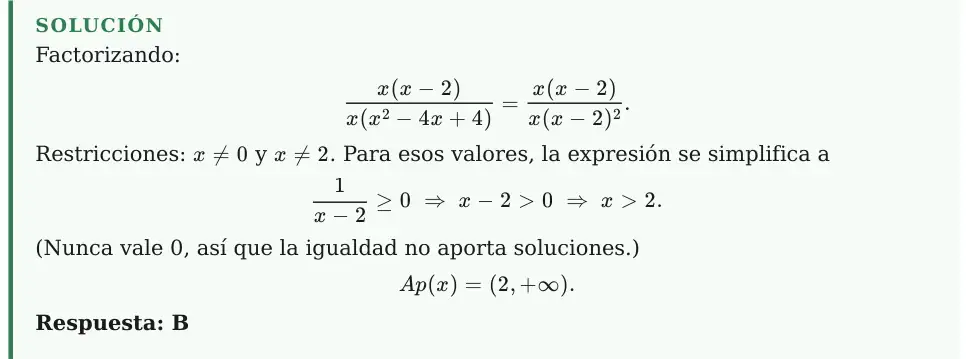 SOLUCIÓN
Factorizando:
x(x − 2) / x(x² − 4x + 4) = x(x − 2) / x(x − 2)².
Restricciones: x ≠ 0 y x ≠ 2. Para esos valores, la expresión se simplifica a
1 / x − 2 ≥ 0 ⇒ x − 2 > 0 ⇒ x > 2.
(Nunca vale 0, así que la igualdad no aporta soluciones.)
Ap(x) = (2, +∞).
Respuesta: B